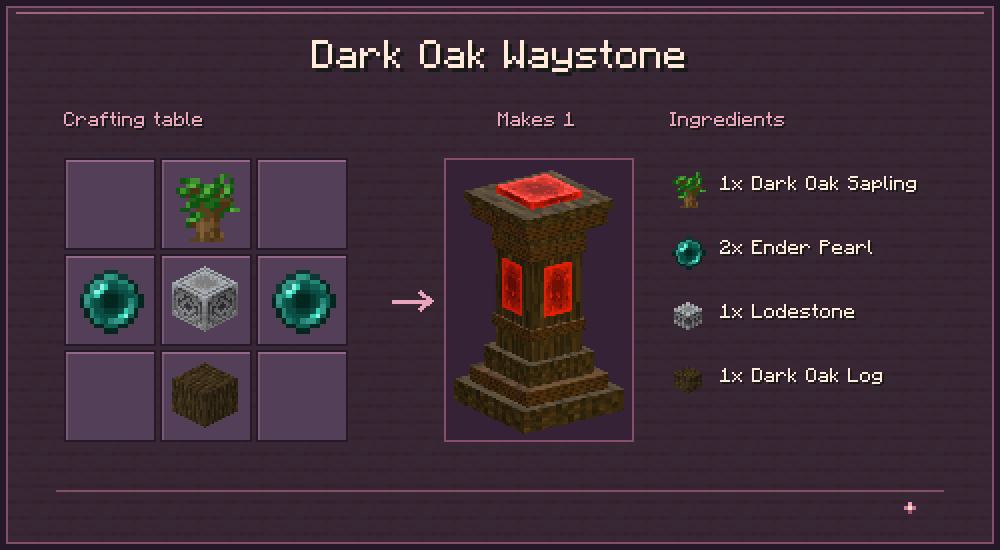 Dark Oak Waystone
Crafting table
Makes 1
Ingredients
1x Dark Oak Sapling
2x Ender Pearl
1x Lodestone
1x Dark Oak Log